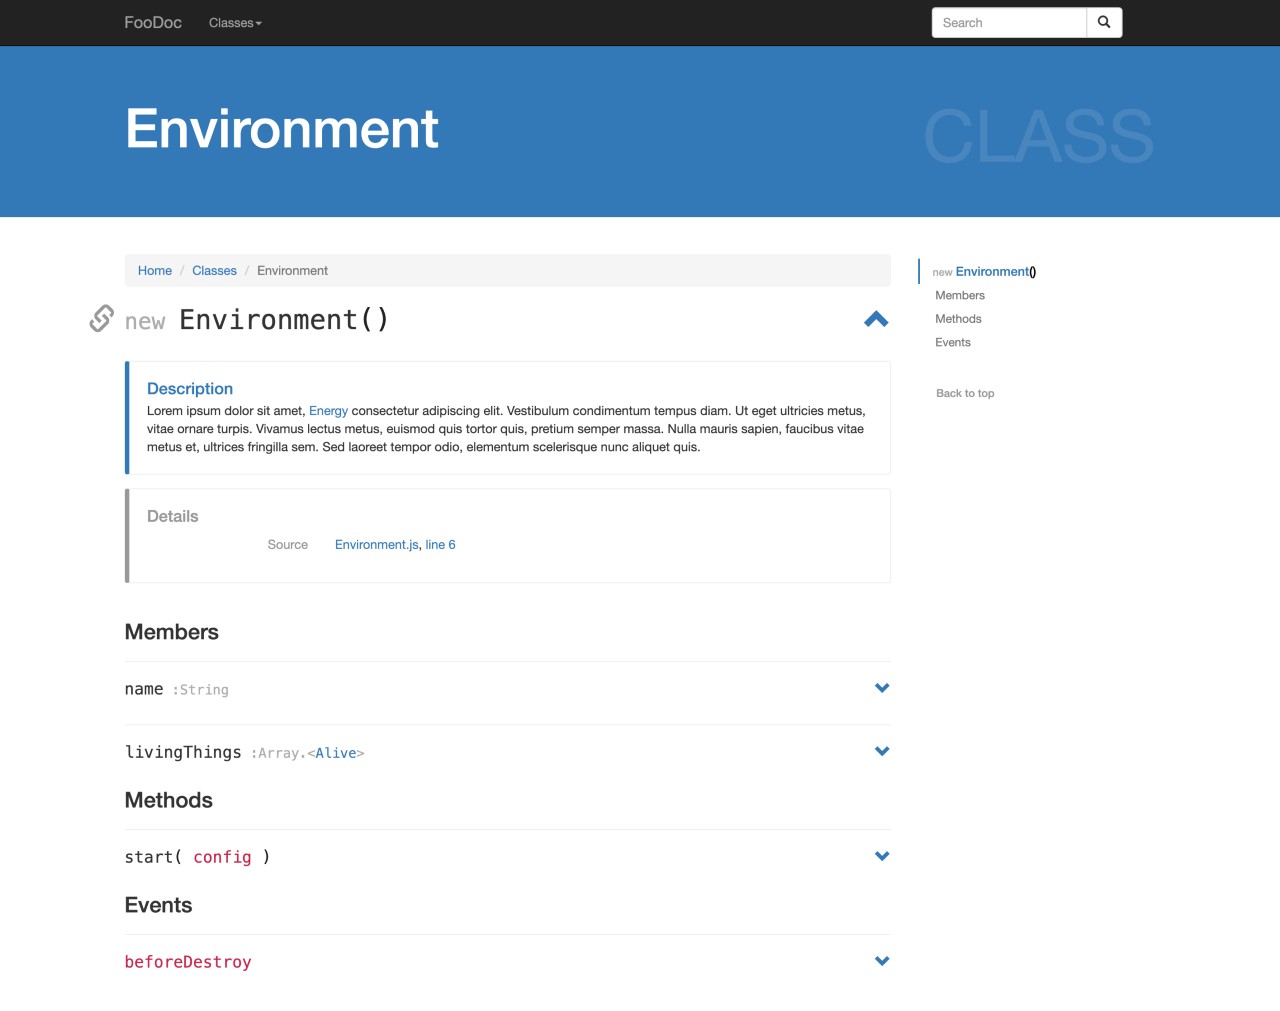 FooDoc Classes Search
Environment CLASS
Home / Classes / Environment
new Environment()
Description
Lorem ipsum dolor sit amet, Energy consectetur adipiscing elit. Vestibulum condimentum tempus diam. Ut eget ultricies metus,
vitae ornare turpis. Vivamus lectus metus, euismod quis tortor quis, pretium semper massa. Nulla mauris sapien, faucibus vitae
metus et, ultrices fringilla sem. Sed laoreet tempor odio, elementum scelerisque nunc aliquet quis.
Details
Source Environment.js, line 6
Members
name :String
livingThings :Array.<Alive>
Methods
start( config )
Events
beforeDestroy
new Environment()
Members
Methods
Events
Back to top